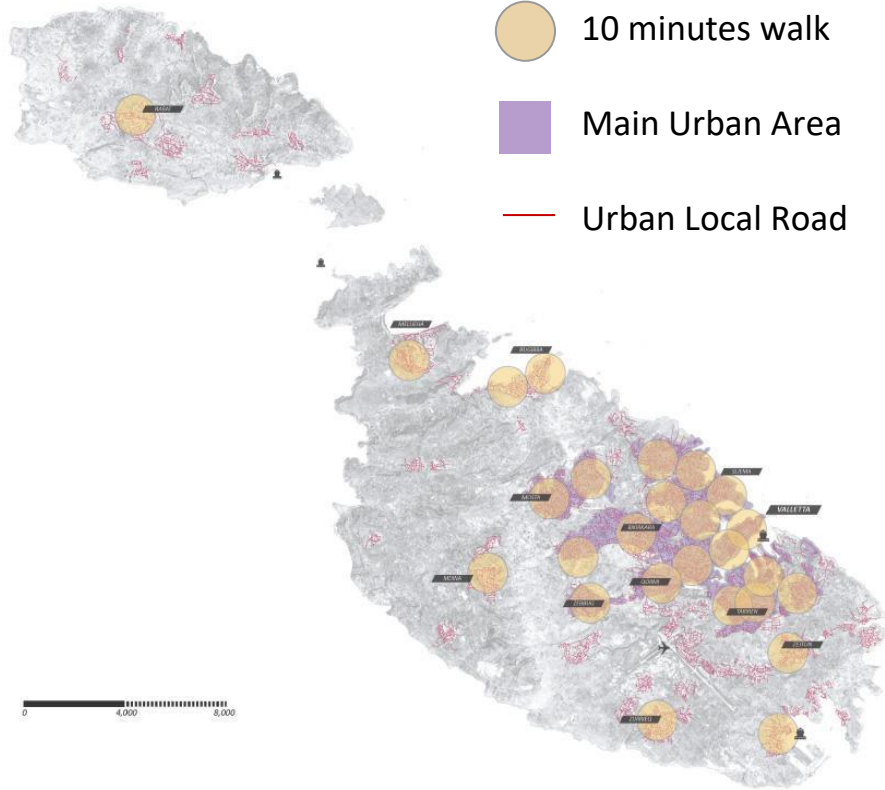 10 minutes walk
Main Urban Area
Urban Local Road
RABAT
MELLIEHA
BUGIBBA
SLIEMA
MOSTA
VALLETTA
BIRKIRKARA
MDINA
QORMI
ZEBBUG
TARXIEN
ZEJTUN
ZURRIEQ
0 4,000 8,000